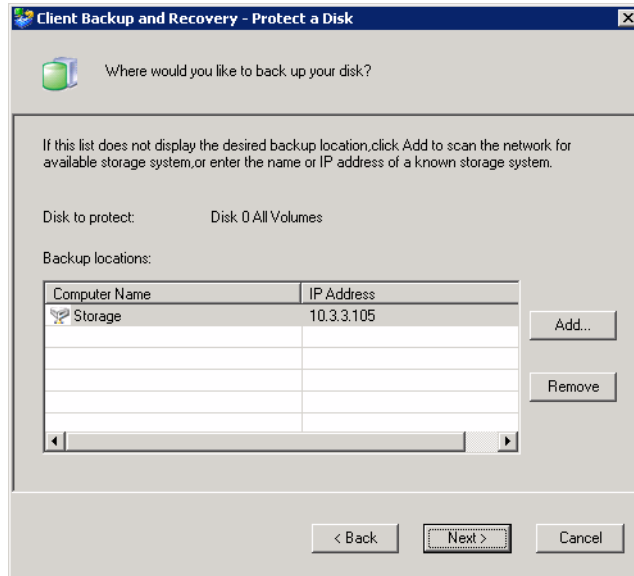 Client Backup and Recovery - Protect a Disk
Where would you like to back up your disk?
If this list does not display the desired backup location,click Add to scan the network for
available storage system,or enter the name or IP address of a known storage system.
Disk to protect: Disk 0 All Volumes
Backup locations:
Computer Name IP Address
Storage 10.3.3.105
Add...
Remove
< Back Next > Cancel